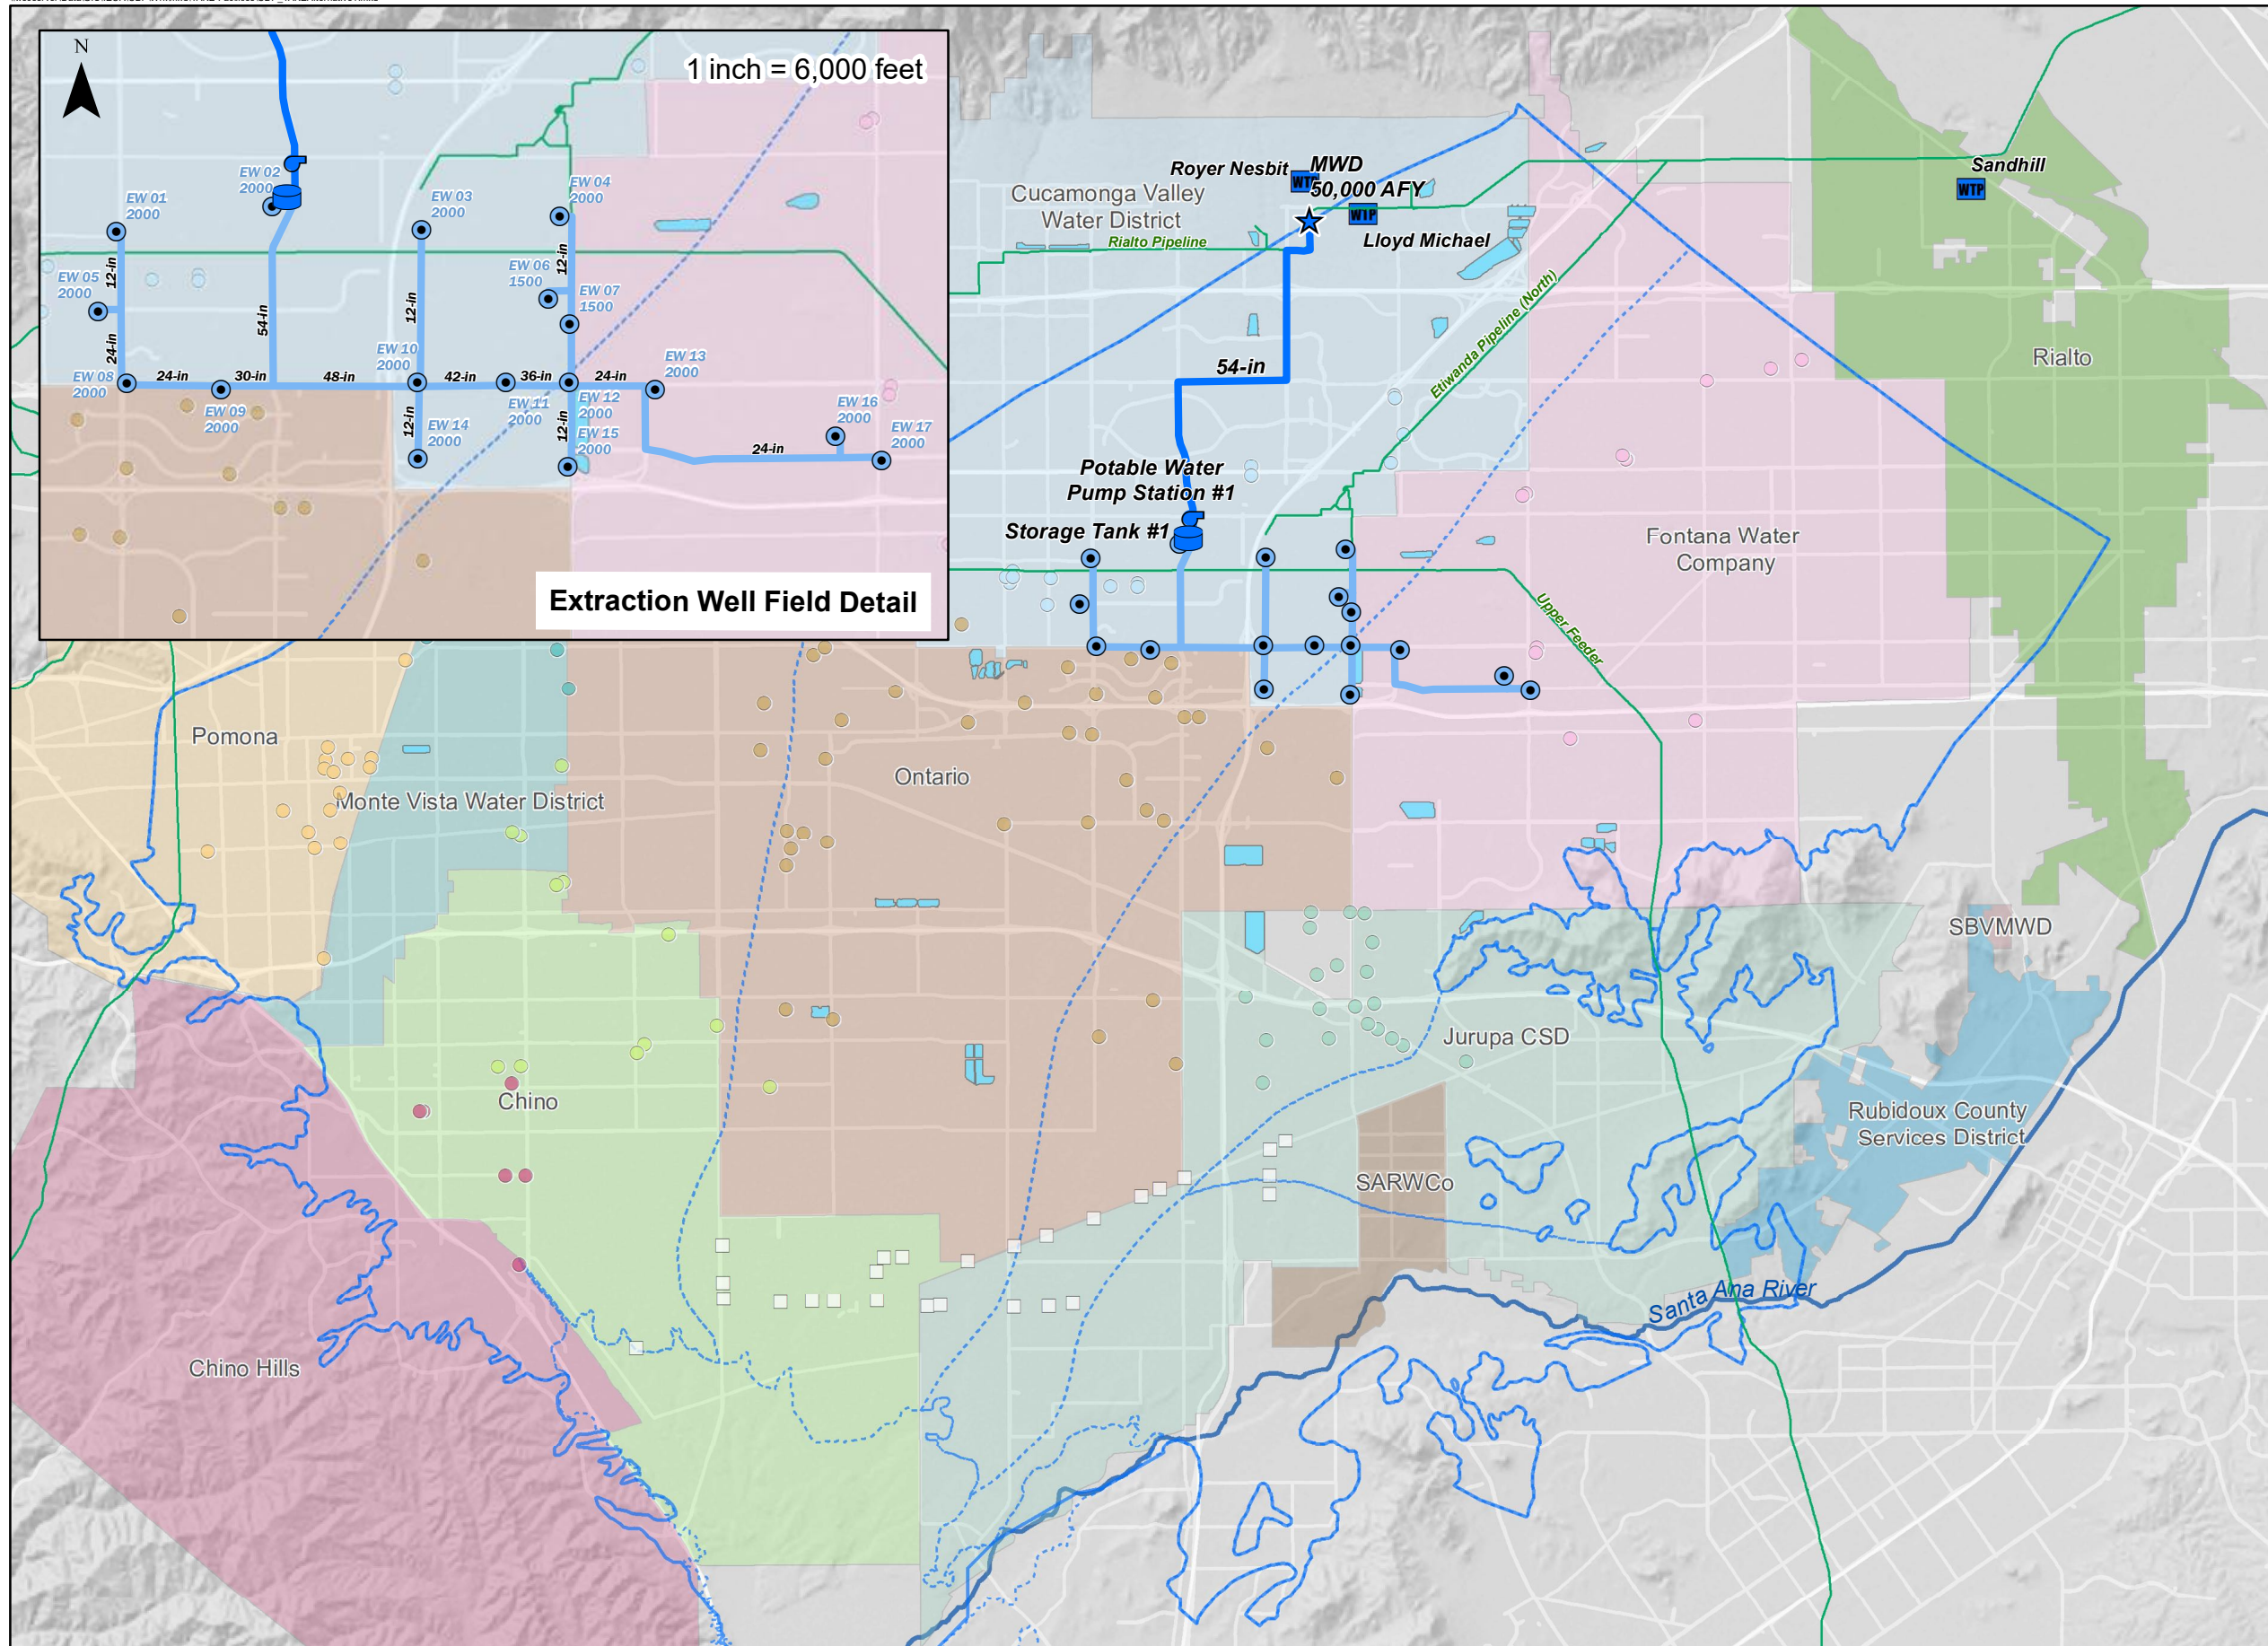 N
1 inch = 6,000 feet
EW 01
2000
EW 02
2000
EW 03
2000
EW 04
2000
EW 05
2000
12-in
54-in
12-in
12-in
EW 06
1500
EW 07
1500
24-in
EW 08
2000
24-in
30-in
48-in
EW 10
2000
42-in
36-in
24-in
EW 13
2000
EW 09
2000
12-in
EW 14
2000
EW 11
2000
EW 12
2000
12-in
EW 15
2000
24-in
EW 16
2000
EW 17
2000
Extraction Well Field Detail
Royer Nesbit
WTP
MWD
50,000 AFY
WTP
Lloyd Michael
Sandhill
WTP
Cucamonga Valley
Water District
Rialto Pipeline
Etiwanda Pipeline (North)
54-in
Rialto
Potable Water
Pump Station #1
Storage Tank #1
Fontana Water
Company
Upper Feeder
Pomona
Monte Vista Water District
Ontario
SBVMWD
Jurupa CSD
Chino
Rubidoux County
Services District
SARWCo
Santa Ana River
Chino Hills